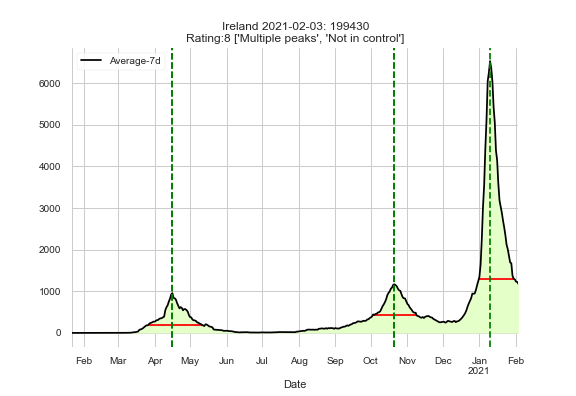 Ireland 2021-02-03: 199430
Rating:8 ['Multiple peaks', 'Not in control']
Average-7d
6000
5000
4000
3000
2000
1000
0
Feb Mar Apr May Jun Jul Aug Sep Oct Nov Dec Jan Feb
2021
Date